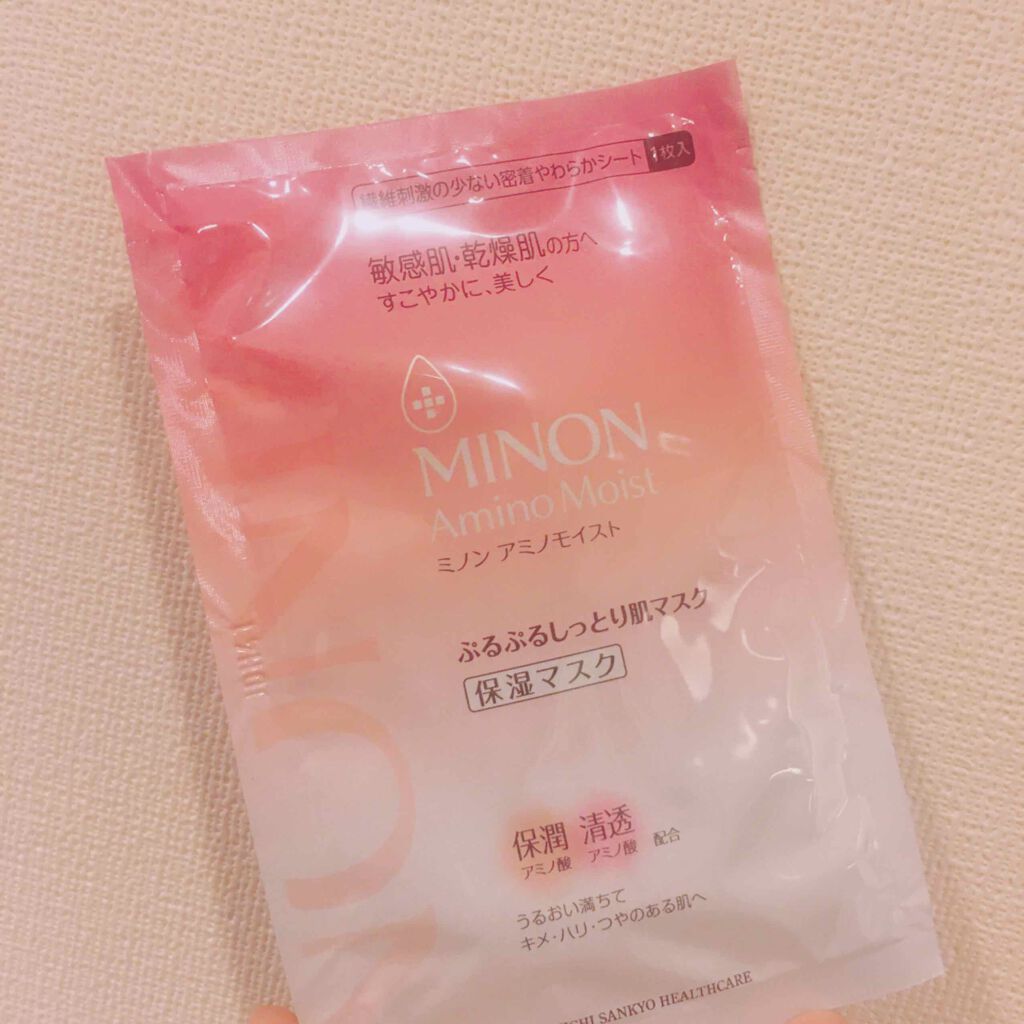 繊維刺激の少ない密着やわらかシート 1枚入
敏感肌・乾燥肌の方へ
すこやかに、美しく
MINON
Amino Moist
ミノン アミノモイスト
ぷるぷるしっとり肌マスク
保湿マスク
保潤 清透
アミノ酸 アミノ酸 配合
うるおい満ちて
キメ・ハリ・つやのある肌へ
SANKYO HEALTHCARE